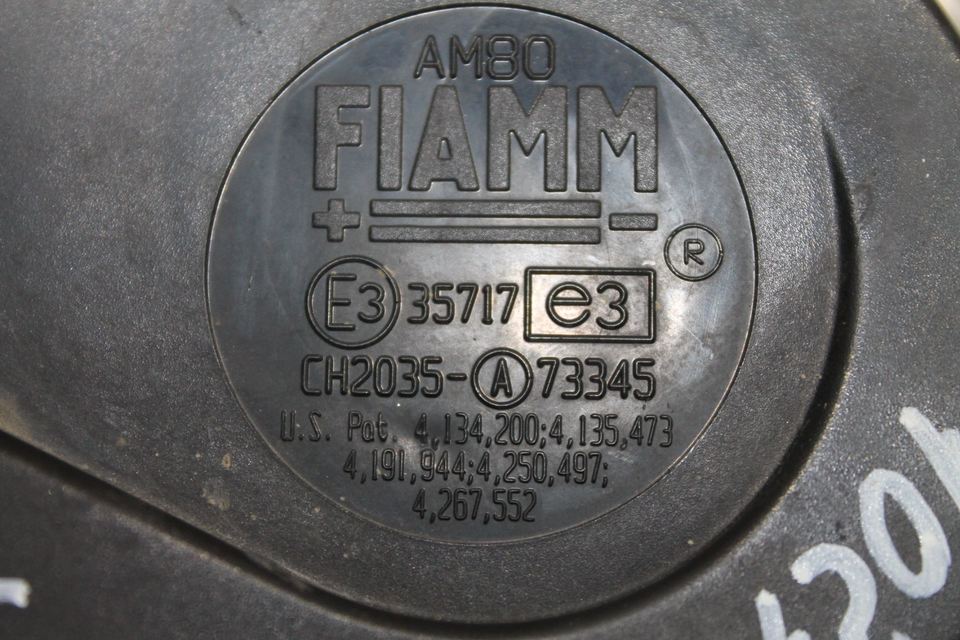 AM80
FIAMM
+ -
®
E3 35717 e3
CH2035-A 73345
U.S. Pat. 4,134,200;4,135,473
4,191,944;4,250,497;
4,267,552